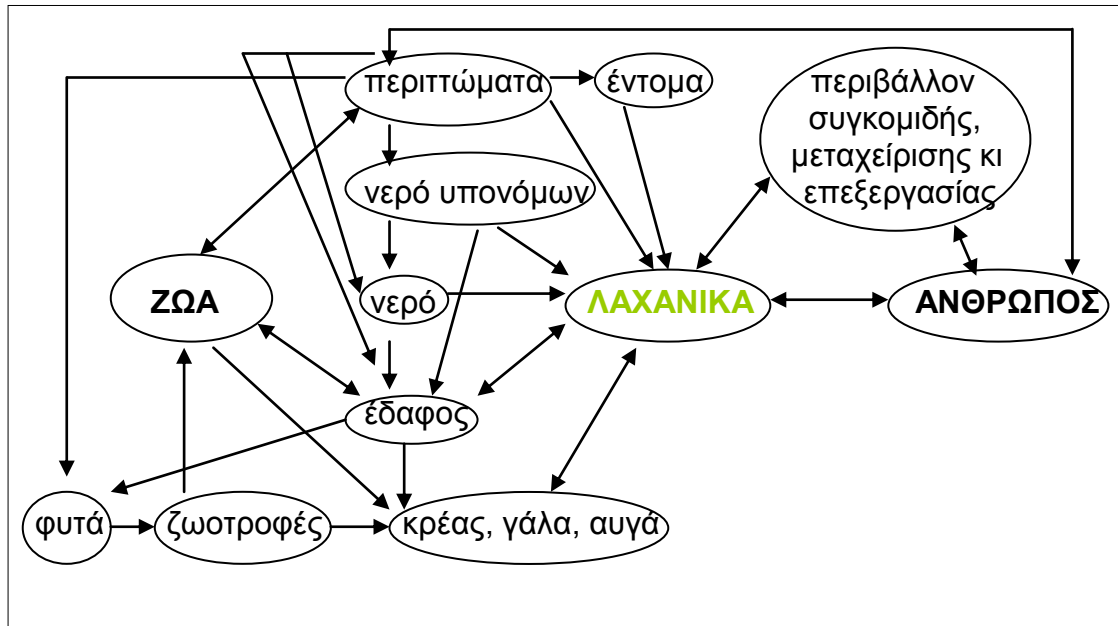 περιττώματα
έντομα
περιβάλλον
συγκομιδής,
μεταχείρισης κι
επεξεργασίας
νερό υπονόμων
ΖΩΑ
νερό
ΛΑΧΑΝΙΚΑ
ΑΝΘΡΩΠΟΣ
έδαφος
φυτά
ζωοτροφές
κρέας, γάλα, αυγά